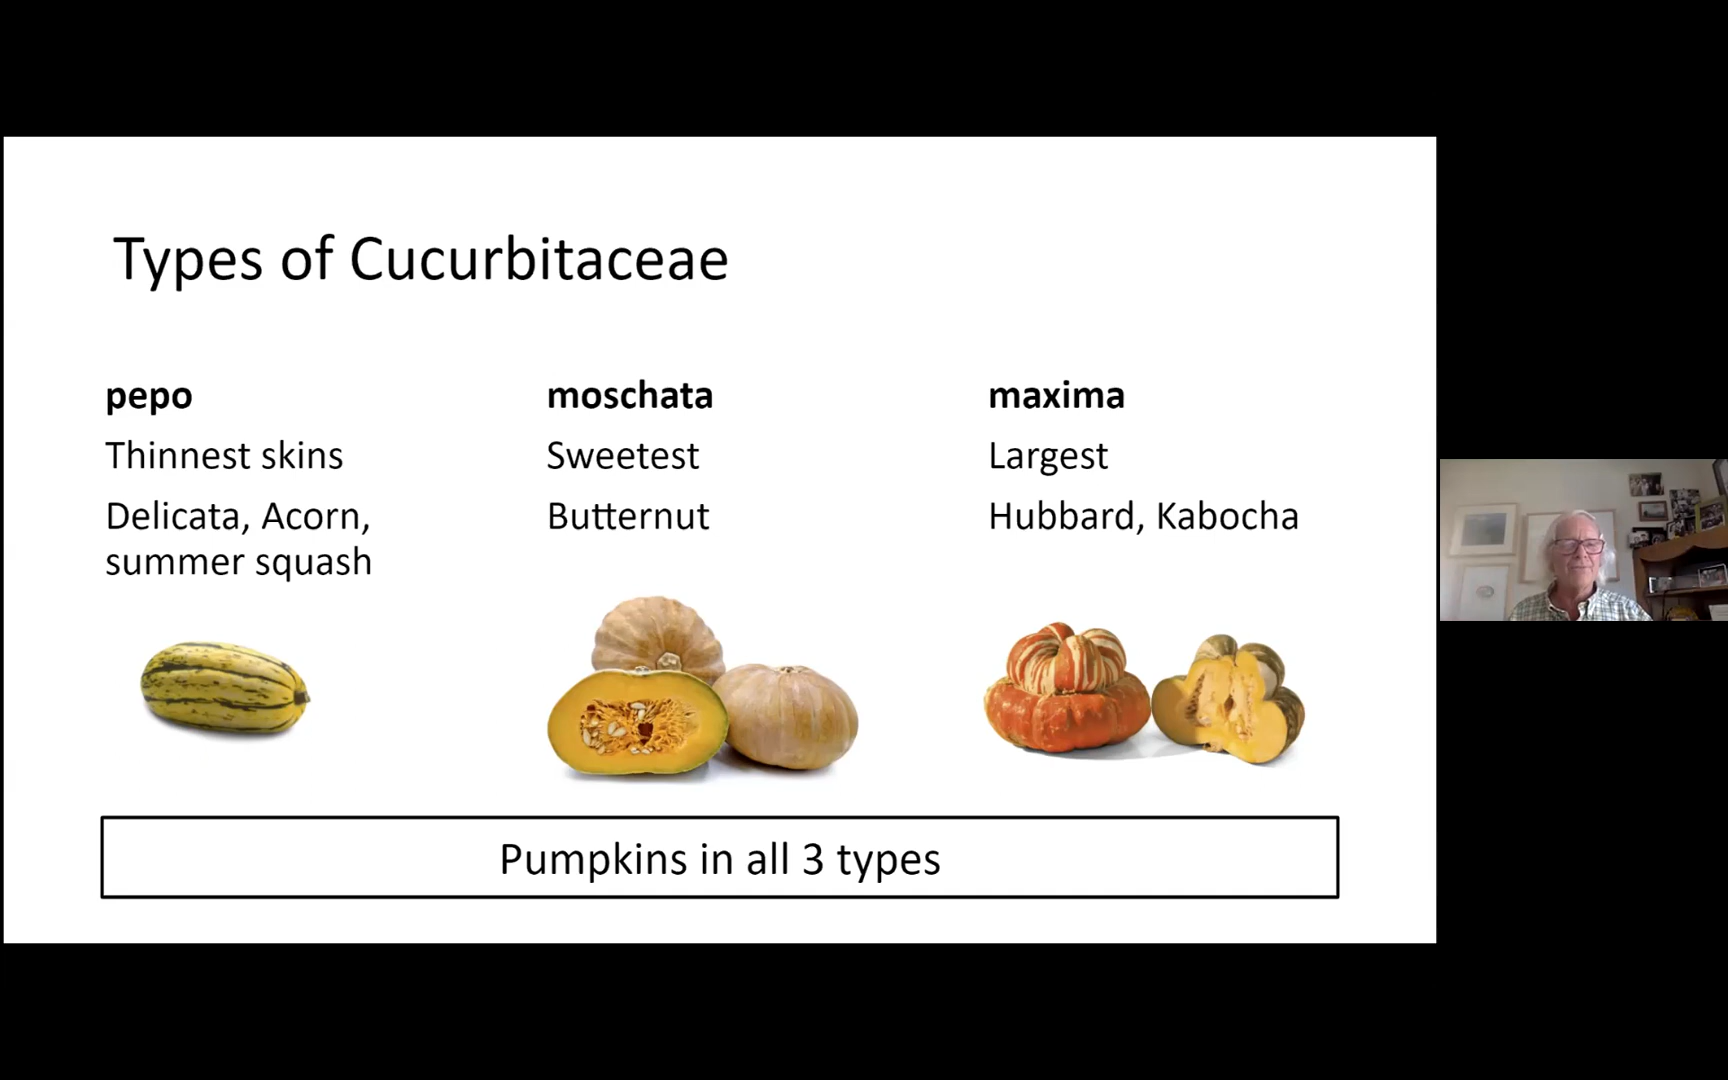 Types of Cucurbitaceae
pepo
Thinnest skins
Delicata, Acorn,
summer squash
moschata
Sweetest
Butternut
maxima
Largest
Hubbard, Kabocha
Pumpkins in all 3 types